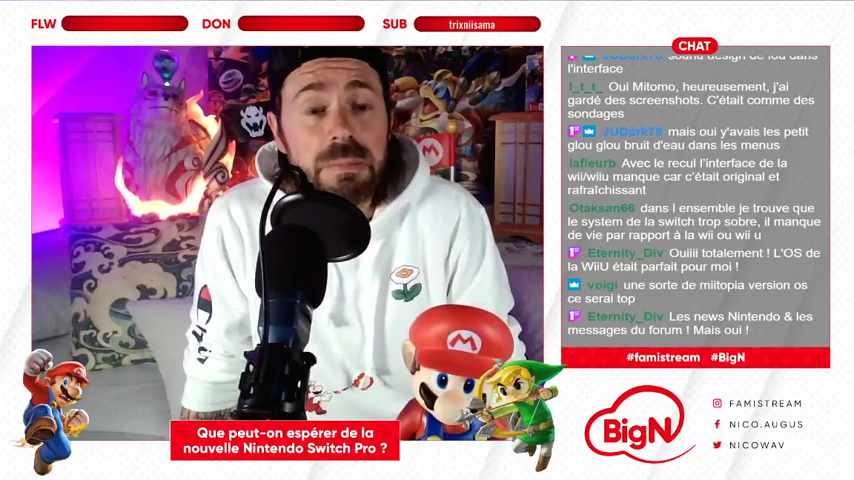 FLW
DON
SUB
trixniisama
CHAT
JUDark78 sound design de fou dans
l'interface
l_t_t_ Oui Mitomo, heureusement, j'ai
gardé des screenshots. C'était comme des
sondages
JUDark78 mais oui y'avais les petit
glou glou bruit d'eau dans les menus
lafleurb Avec le recul l'interface de la
wii/wiiu manque car c'était original et
rafraîchissant
Otaksan66 dans l ensemble je trouve que
le system de la switch trop sobre, il manque
de vie par rapport à la wii ou wii u
Eternity_Div Ouiiii totalement ! L'OS de
la WiiU était parfait pour moi !
voigi une sorte de miitopia version os
ce serai top
Eternity_Div Les news Nintendo & les
messages du forum ! Mais oui !
#famistream #BigN
Que peut-on espérer de la
nouvelle Nintendo Switch Pro ?
BigN
FAMISTREAM
NICO.AUGUS
NICOWAV